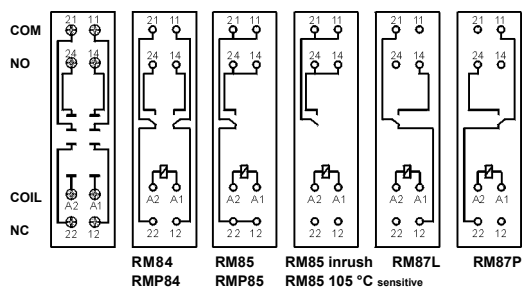 21 11 21 11 21 11 21 11 21 11 21 11
COM
NO
24 14 24 14 24 14 24 14 24 14 24 14
COIL
A2 A1 A2 A1 A2 A1 A2 A1 A2 A1 A2 A1
NC
22 12 22 12 22 12 22 12 22 12 22 12
RM84 RM85 RM85 inrush RM87L RM87P
RMP84 RMP85 RM85 105 °C sensitive